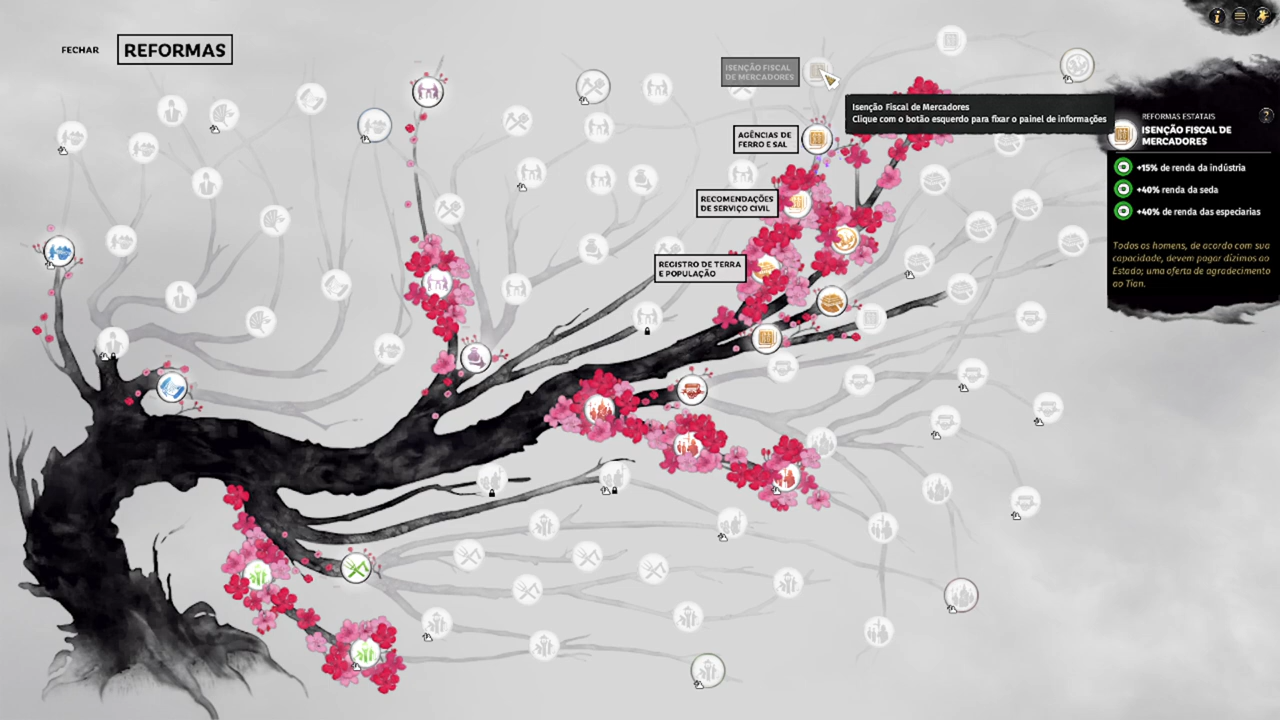 FECHAR
REFORMAS
ISENÇÃO FISCAL
DE MERCADORES
Isenção Fiscal de Mercadores
Clique com o botão esquerdo para fixar o painel de informações
AGÊNCIAS DE
FERRO E SAL
RECOMENDAÇÕES
DE SERVIÇO CIVIL
REGISTRO DE TERRA
E POPULAÇÃO
REFORMAS ESTATAIS
?
ISENÇÃO FISCAL DE
MERCADORES
+15% de renda da indústria
+40% renda da seda
+40% de renda das especiarias
Todos os homens, de acordo com sua
capacidade, devem pagar dízimos ao
Estado; uma oferta de agradecimento
ao Tian.